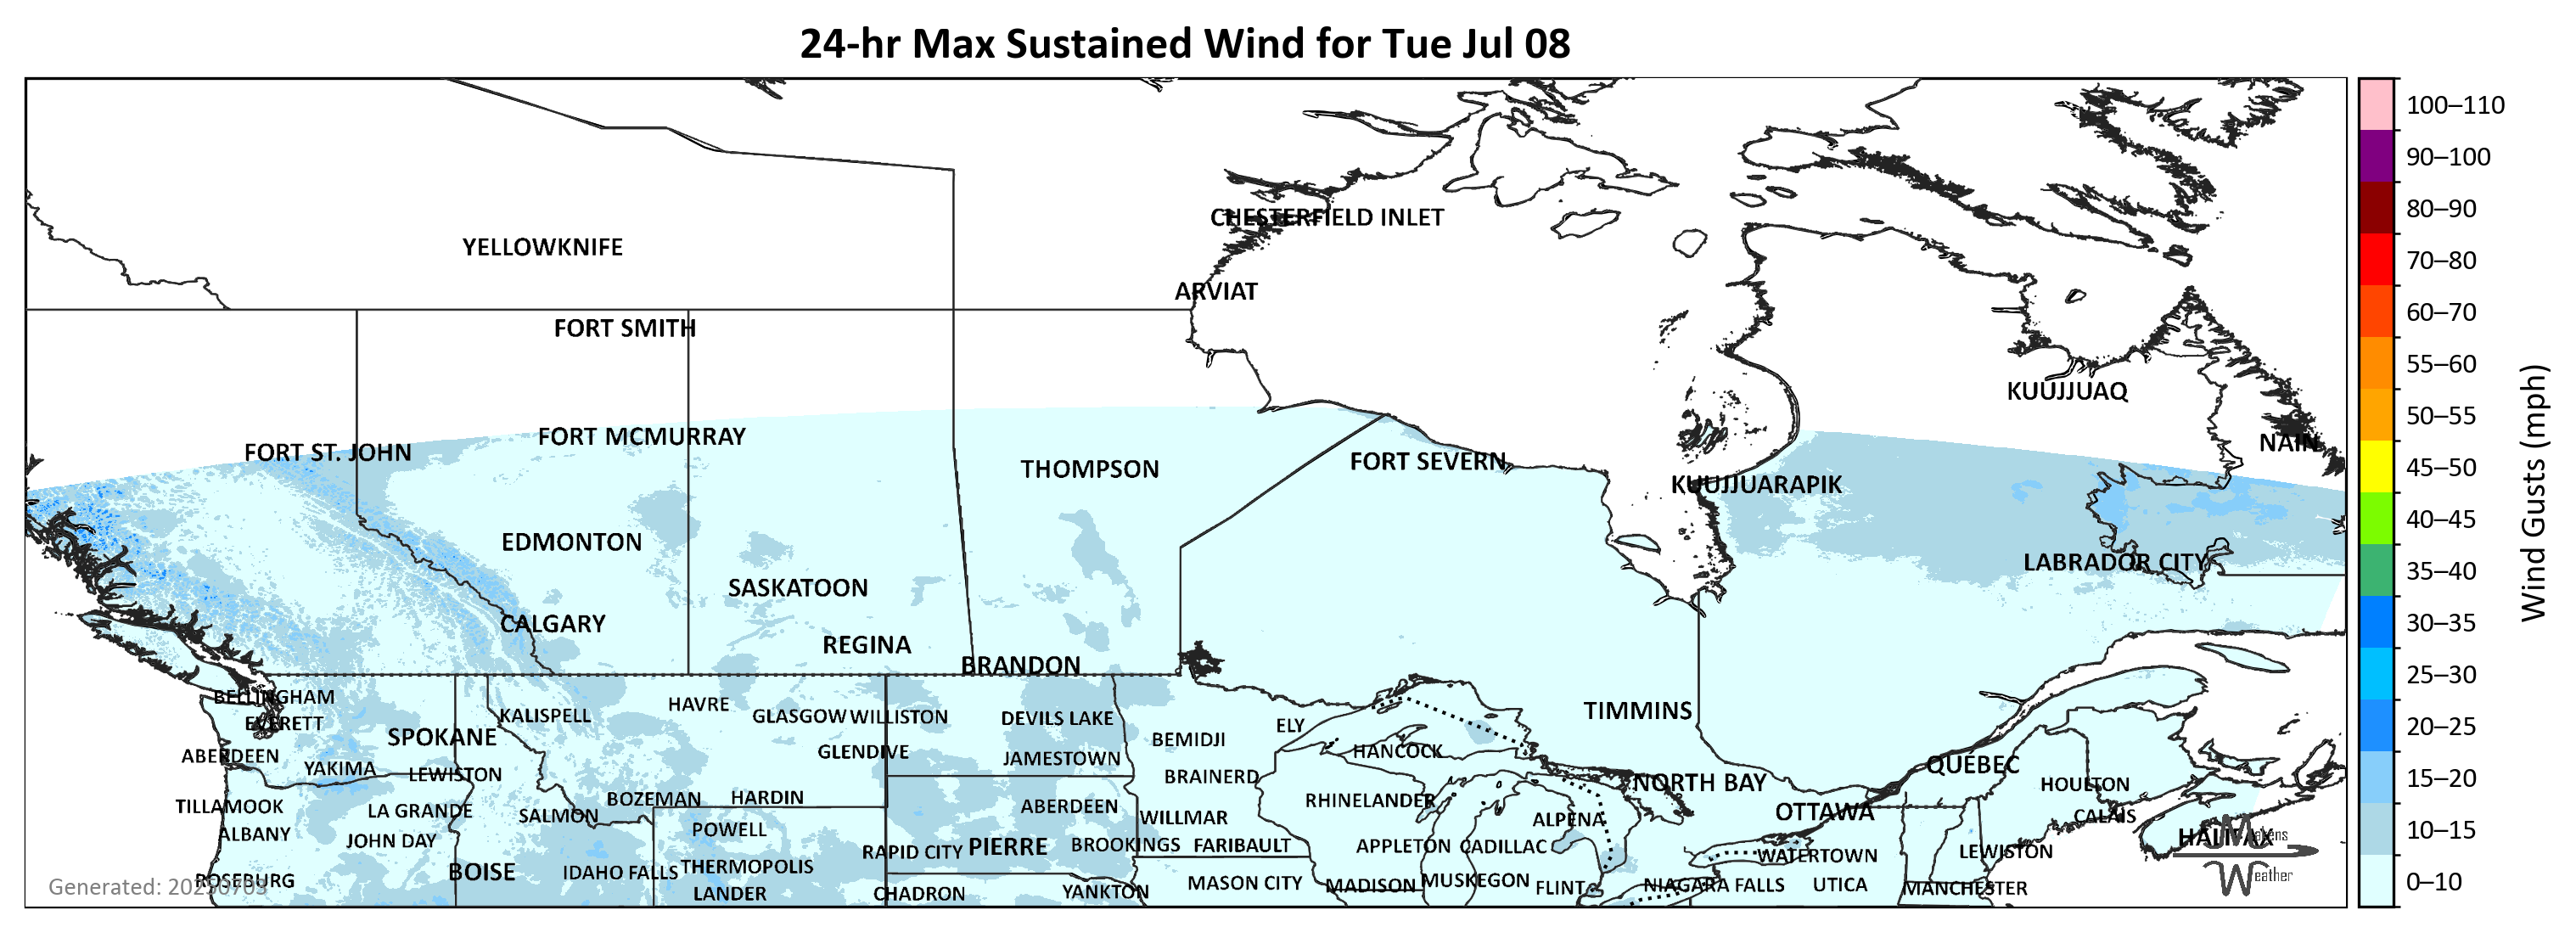 24-hr Max Sustained Wind for Tue Jul 08
100–110
90–100
80–90
70–80
60–70
55–60
50–55
45–50
40–45
35–40
30–35
25–30
20–25
15–20
10–15
0–10
Wind Gusts (mph)
CHESTERFIELD INLET
YELLOWKNIFE
ARVIAT
FORT SMITH
KUUJJUAQ
FORT MCMURRAY
NAIN
FORT ST. JOHN
FORT SEVERN
THOMPSON
KUUJJUARAPIK
EDMONTON
LABRADOR CITY
SASKATOON
CALGARY
REGINA
BRANDON
BELLINGHAM
HAVRE
TIMMINS
KALISPELL
GLASGOW WILLISTON
DEVILS LAKE
EVERETT
ELY
SPOKANE
BEMIDJI
HANCOCK
GLENDIVE
ABERDEEN
JAMESTOWN
QUÉBEC
YAKIMA
LEWISTON
BRAINERD
NORTH BAY
HOULTON
BOZEMAN
HARDIN
RHINELANDER
TILLAMOOK
ABERDEEN
LA GRANDE
OTTAWA
SALMON
CALAIS
WILLMAR
ALPENA
POWELL
ALBANY
HALIFAX
Makens
JOHN DAY
PIERRE
BROOKINGS
FARIBAULT
APPLETON
CADILLAC
RAPID CITY
LEWISTON
WATERTOWN
THERMOPOLIS
BOISE
IDAHO FALLS
Weather
ROSEBURG
MUSKEGON
MASON CITY
MADISON
NIAGARA FALLS
UTICA
Generated: 20250703
FLINT
MANCHESTER
YANKTON
LANDER
CHADRON